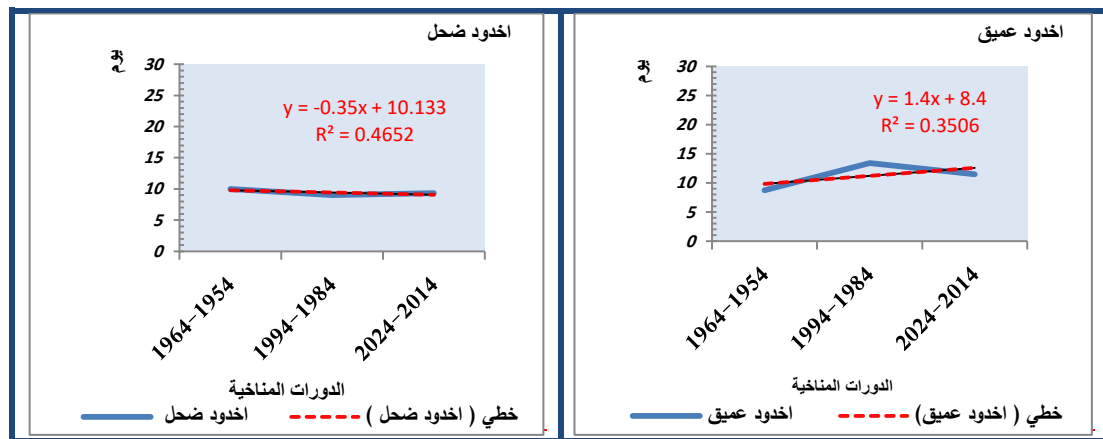 اخدود عميق
يوم
30
25
20
15
10
5
0
y = 1.4x + 8.4
R² = 0.3506
1964-1954
1994-1984
2024-2014
الدورات المناخية
اخدود عميق
خطي ( اخدود عميق)
اخدود ضحل
يوم
30
25
20
15
10
5
0
y = -0.35x + 10.133
R² = 0.4652
1964-1954
1994-1984
2024-2014
الدورات المناخية
اخدود ضحل
خطي ( اخدود ضحل )